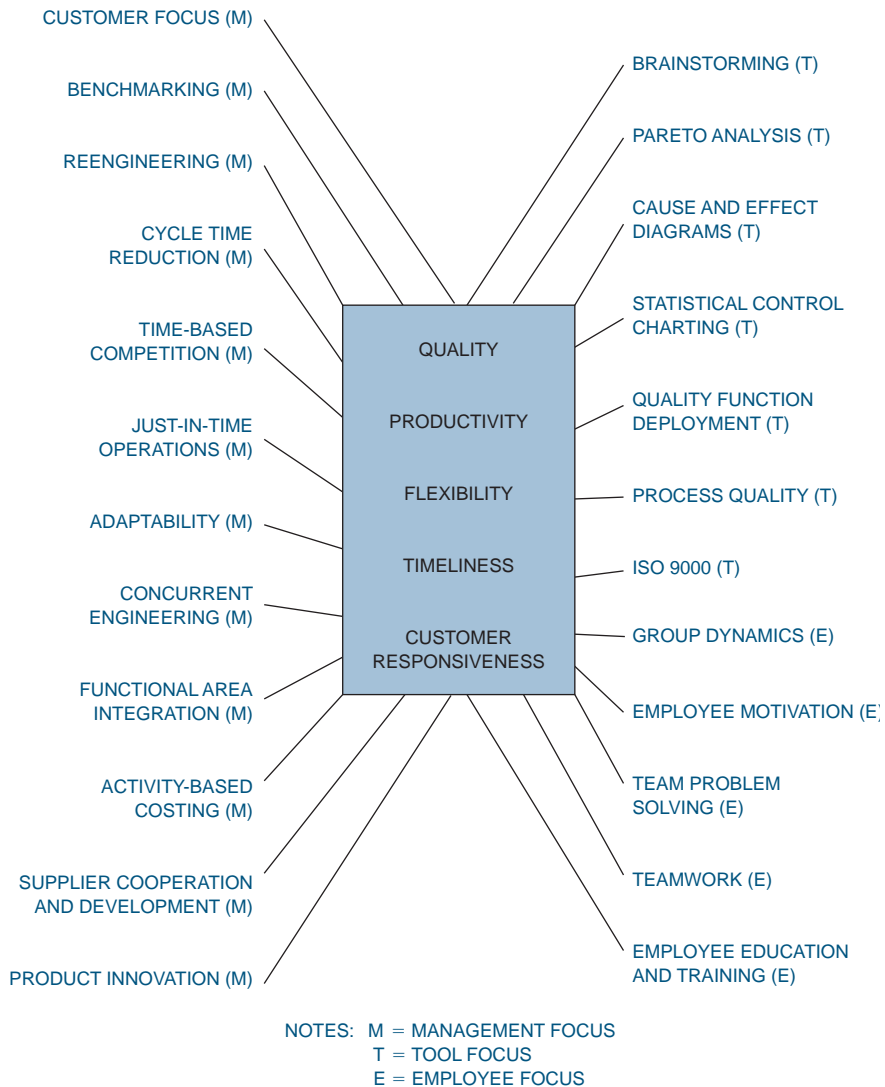 CUSTOMER FOCUS (M)
BENCHMARKING (M)
REENGINEERING (M)
CYCLE TIME
REDUCTION (M)
TIME-BASED
COMPETITION (M)
JUST-IN-TIME
OPERATIONS (M)
ADAPTABILITY (M)
CONCURRENT
ENGINEERING (M)
FUNCTIONAL AREA
INTEGRATION (M)
ACTIVITY-BASED
COSTING (M)
SUPPLIER COOPERATION
AND DEVELOPMENT (M)
PRODUCT INNOVATION (M)
QUALITY
PRODUCTIVITY
FLEXIBILITY
TIMELINESS
CUSTOMER
RESPONSIVENESS
BRAINSTORMING (T)
PARETO ANALYSIS (T)
CAUSE AND EFFECT
DIAGRAMS (T)
STATISTICAL CONTROL
CHARTING (T)
QUALITY FUNCTION
DEPLOYMENT (T)
PROCESS QUALITY (T)
ISO 9000 (T)
GROUP DYNAMICS (E)
EMPLOYEE MOTIVATION (E)
TEAM PROBLEM
SOLVING (E)
TEAMWORK (E)
EMPLOYEE EDUCATION
AND TRAINING (E)
NOTES: M = MANAGEMENT FOCUS
T = TOOL FOCUS
E = EMPLOYEE FOCUS